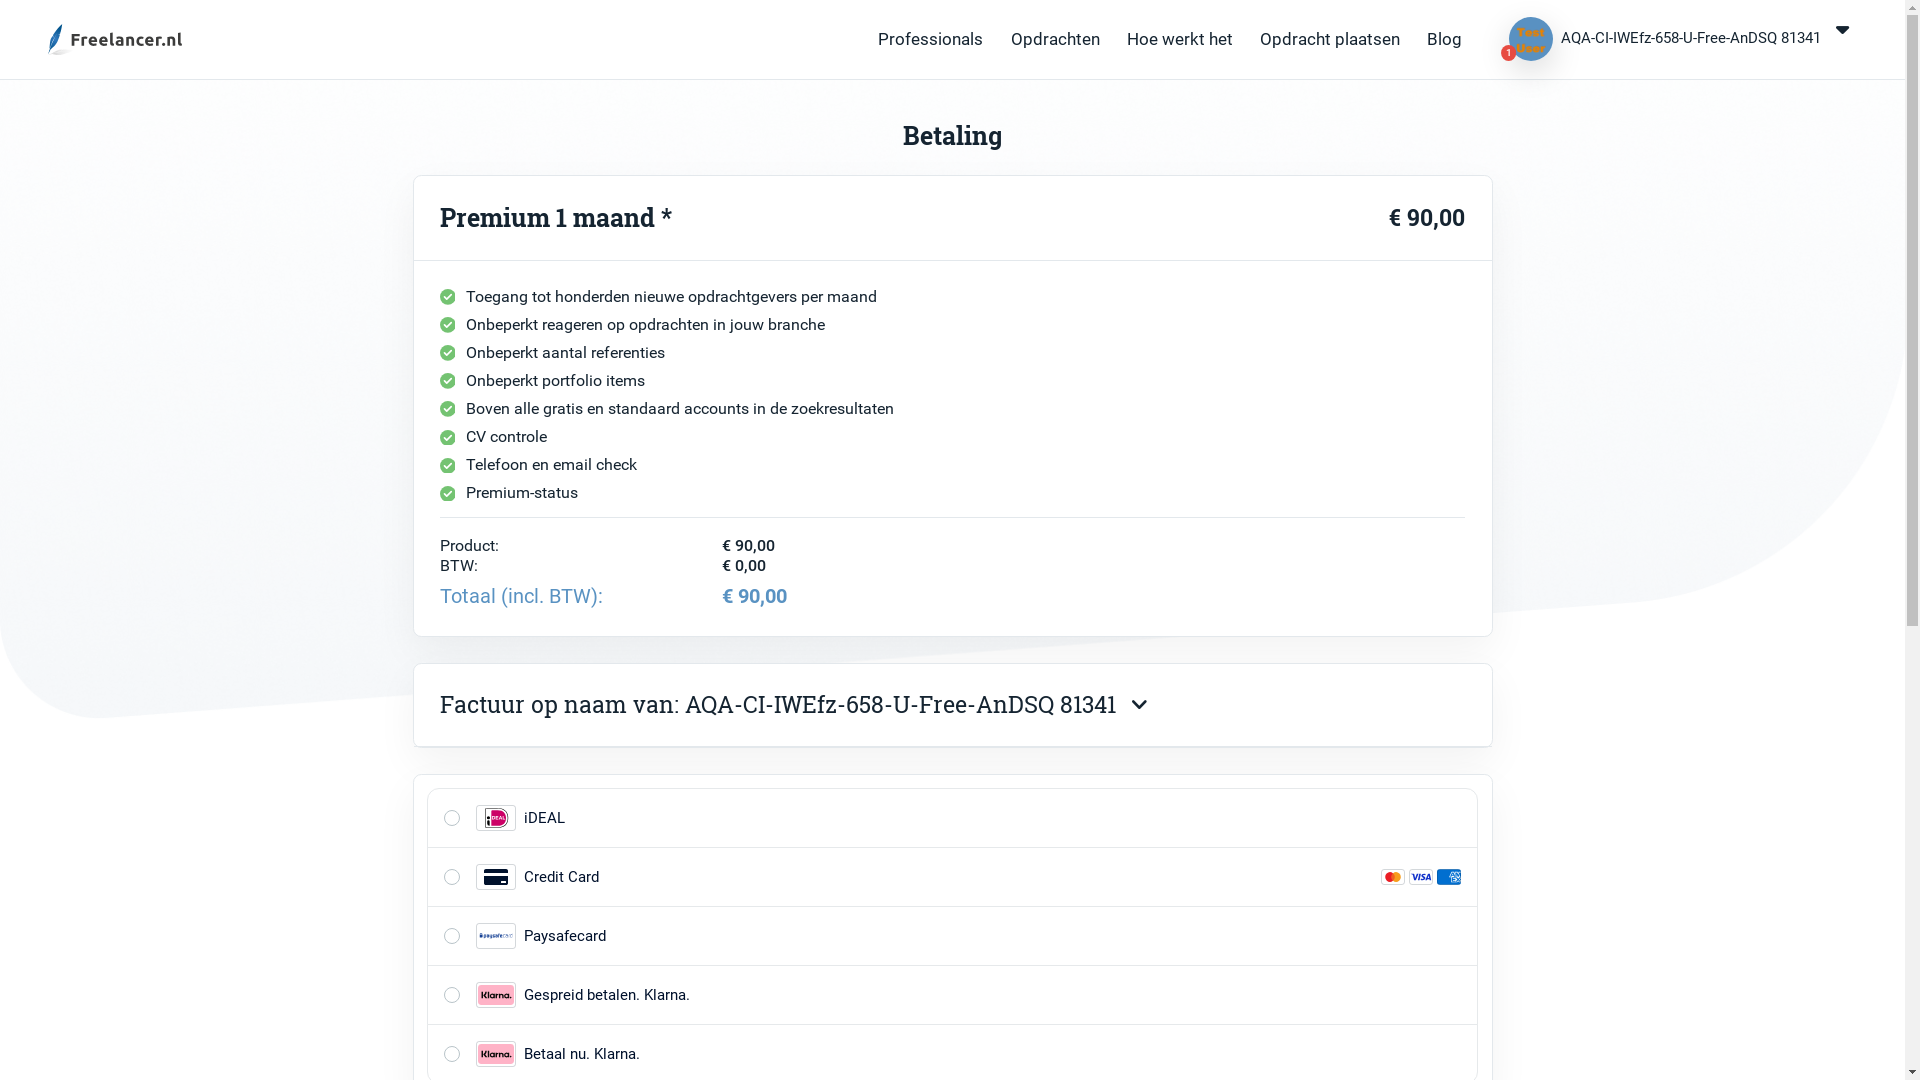 Freelancer.nl
Professionals
Opdrachten
Hoe werkt het
Opdracht plaatsen
Blog
Test
User
1
AQA-CI-IWEfz-658-U-Free-AnDSQ 81341
Betaling
Premium 1 maand *
€ 90,00
Toegang tot honderden nieuwe opdrachtgevers per maand
Onbeperkt reageren op opdrachten in jouw branche
Onbeperkt aantal referenties
Onbeperkt portfolio items
Boven alle gratis en standaard accounts in de zoekresultaten
CV controle
Telefoon en email check
Premium-status
Product: € 90,00
BTW: € 0,00
Totaal (incl. BTW): € 90,00
Factuur op naam van: AQA-CI-IWEfz-658-U-Free-AnDSQ 81341
iDEAL iDEAL
Credit Card VISA
paysafecard Paysafecard
Klarna. Gespreid betalen. Klarna.
Klarna. Betaal nu. Klarna.